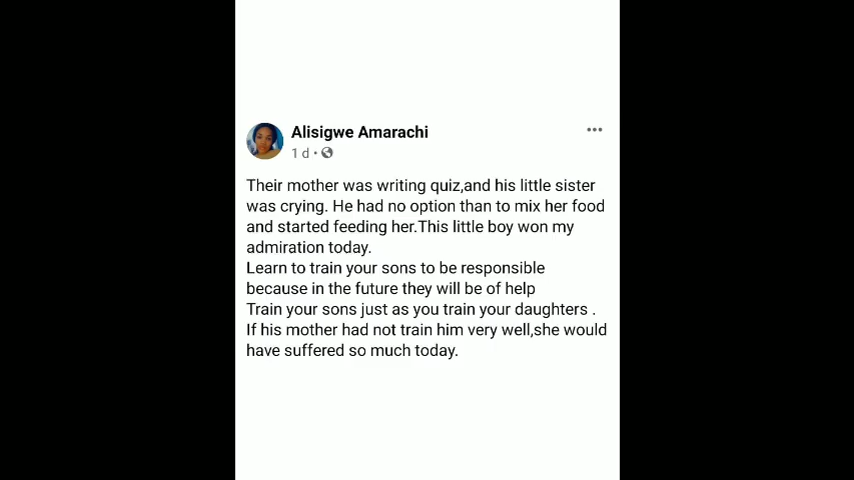 Alisigwe Amarachi
1 d ·
Their mother was writing quiz,and his little sister
was crying. He had no option than to mix her food
and started feeding her.This little boy won my
admiration today.
Learn to train your sons to be responsible
because in the future they will be of help
Train your sons just as you train your daughters .
If his mother had not train him very well,she would
have suffered so much today.